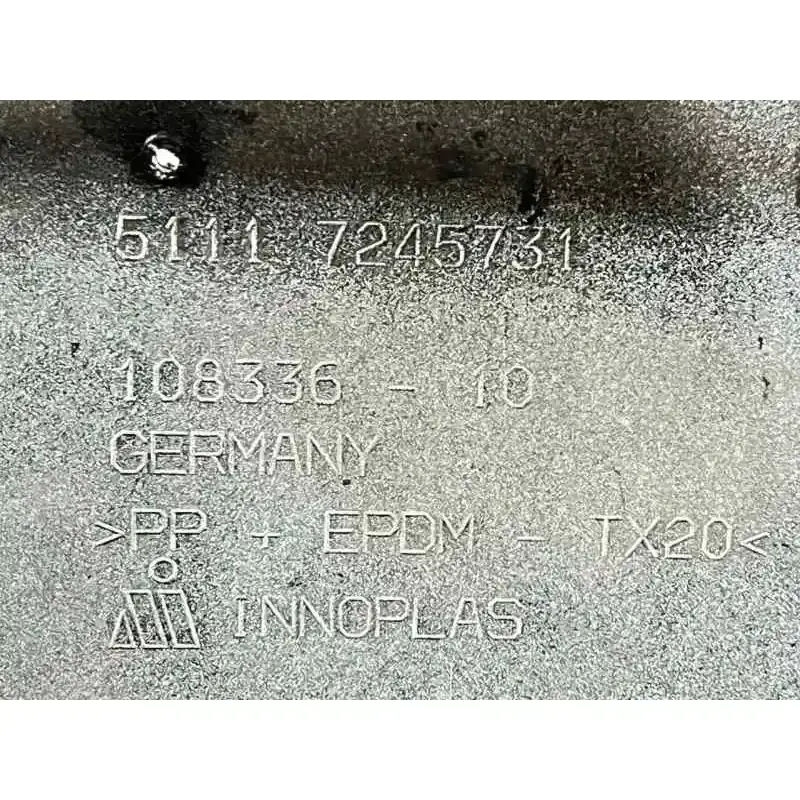 5111 7245731
108336 - 10
GERMANY
>PP + EPDM - TX20<
INNOPLAS